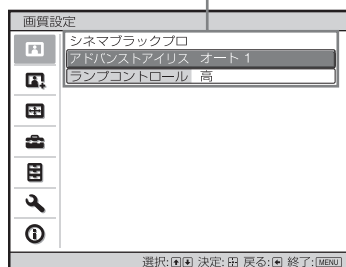 画質設定
シネマブラックプロ
アドバンストアイリス オート 1
ランプコントロール 高
選択: 決定: 戻る: 終了: MENU